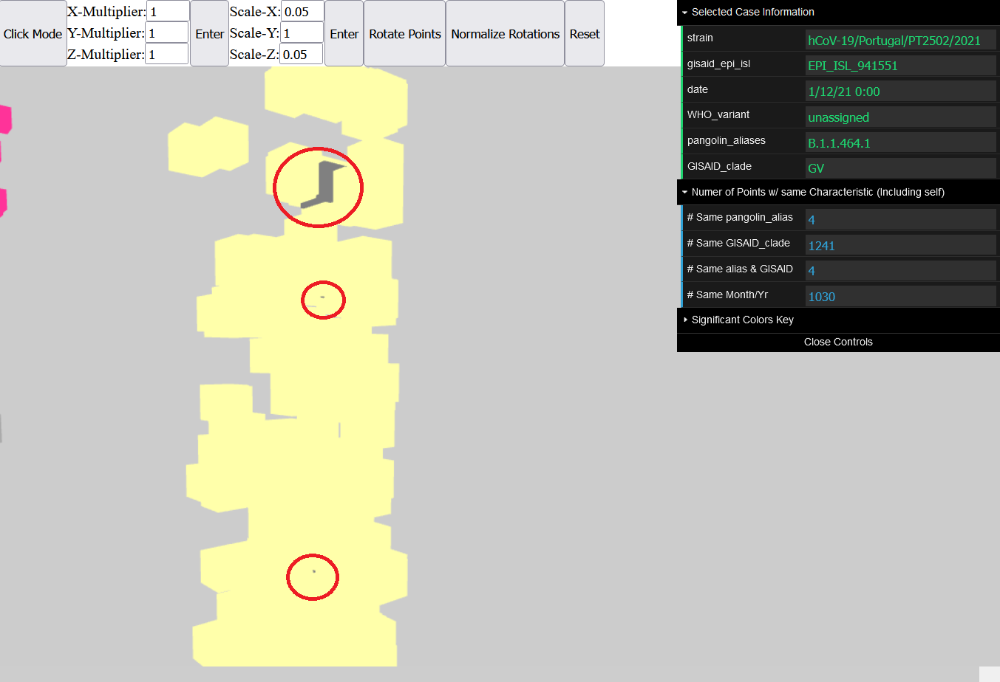 Click Mode
X-Multiplier: 1
Y-Multiplier: 1
Z-Multiplier: 1
Enter
Scale-X: 0.05
Scale-Y: 1
Scale-Z: 0.05
Enter
Rotate Points
Normalize Rotations
Reset
Selected Case Information
strain hCoV-19/Portugal/PT2502/2021
gisaid_epi_isl EPI_ISL_941551
date 1/12/21 0:00
WHO_variant unassigned
pangolin_aliases B.1.1.464.1
GISAID_clade GV
Numer of Points w/ same Characteristic (Including self)
# Same pangolin_alias 4
# Same GISAID_clade 1241
# Same alias & GISAID 4
# Same Month/Yr 1030
Significant Colors Key
Close Controls